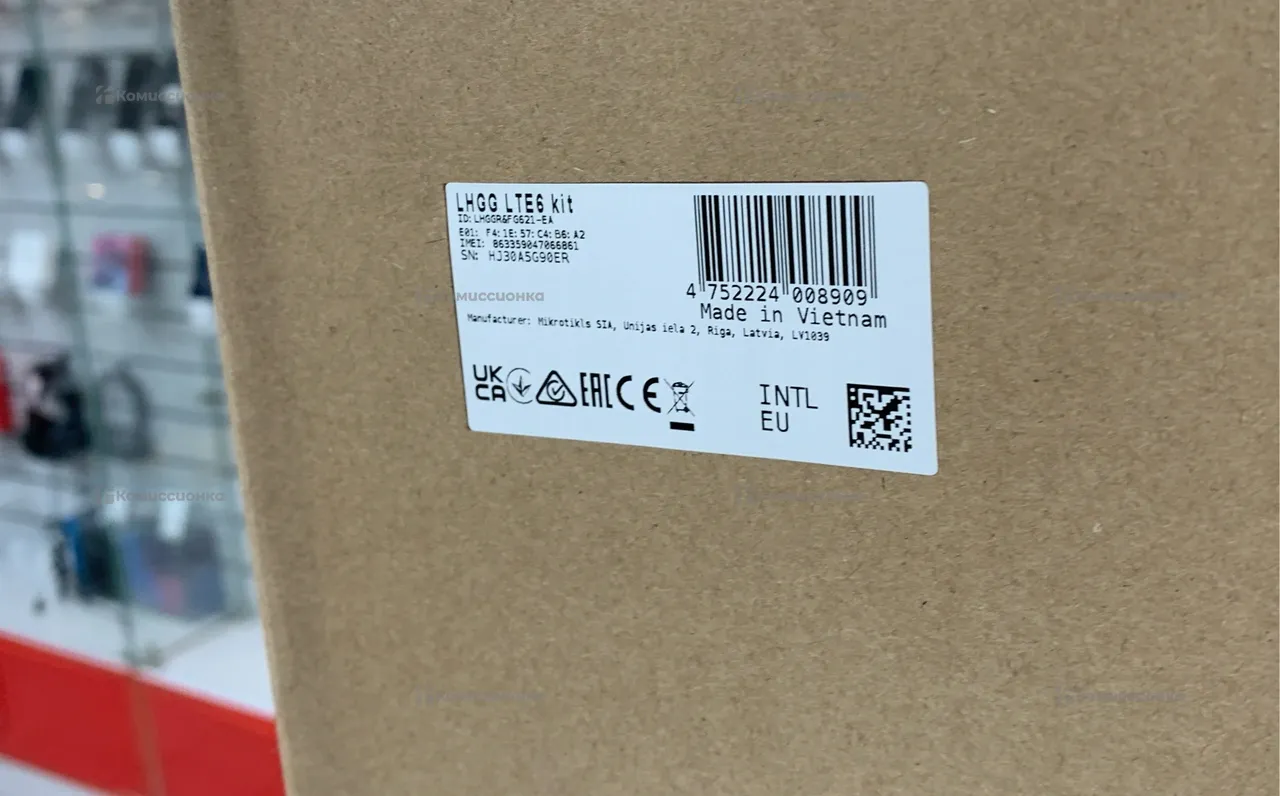 LHGG LTE6 kit
ID: LHGGR&FG621-EA
E01: F4:1E:57:C4:B6:A2
IMEI: 863359047066861
SN: HJ30A5G90ER
4 752224 008909
Made in Vietnam
Manufacturer: Mikrotikls SIA, Unijas iela 2, Riga, Latvia, LV1039
UK
CA
EAC CE
INTL
EU
Комиссионка
миссионка
Комиссионка